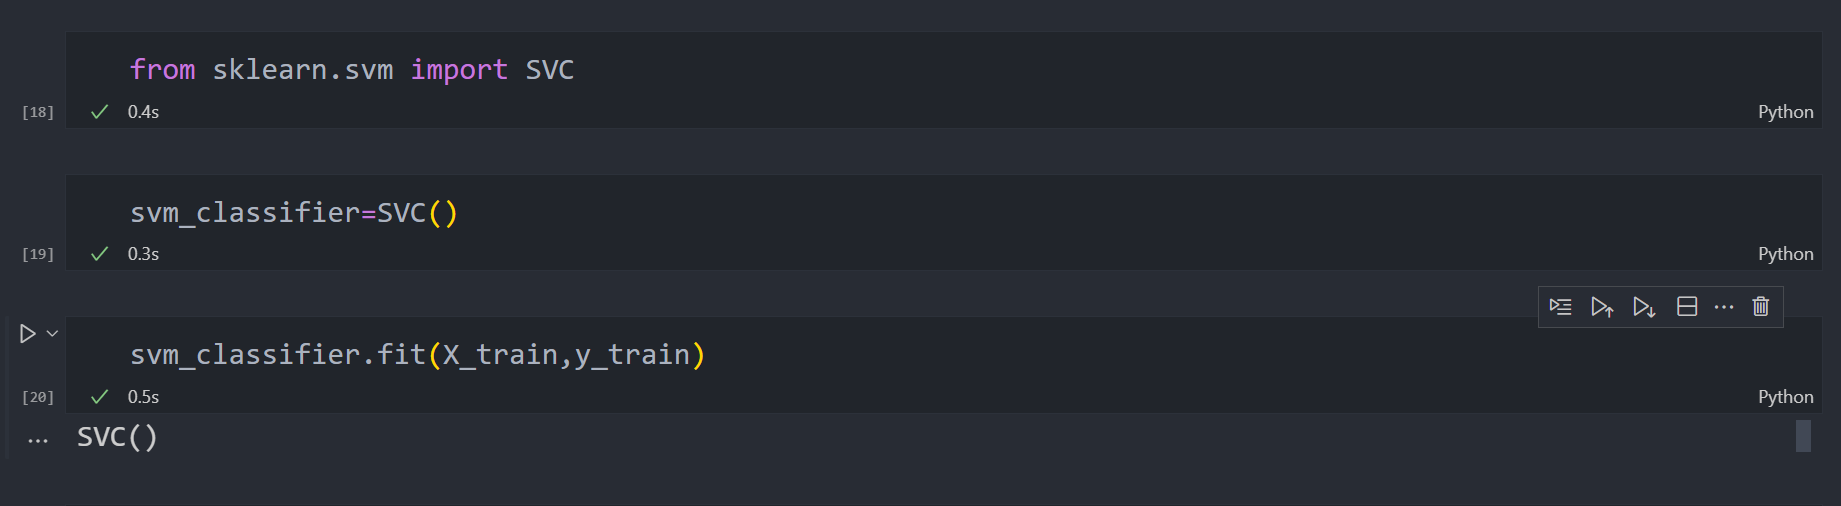 from sklearn.svm import SVC
[18] 0.4s Python
svm_classifier=SVC()
[19] 0.3s Python
svm_classifier.fit(X_train,y_train)
[20] 0.5s Python
... SVC()